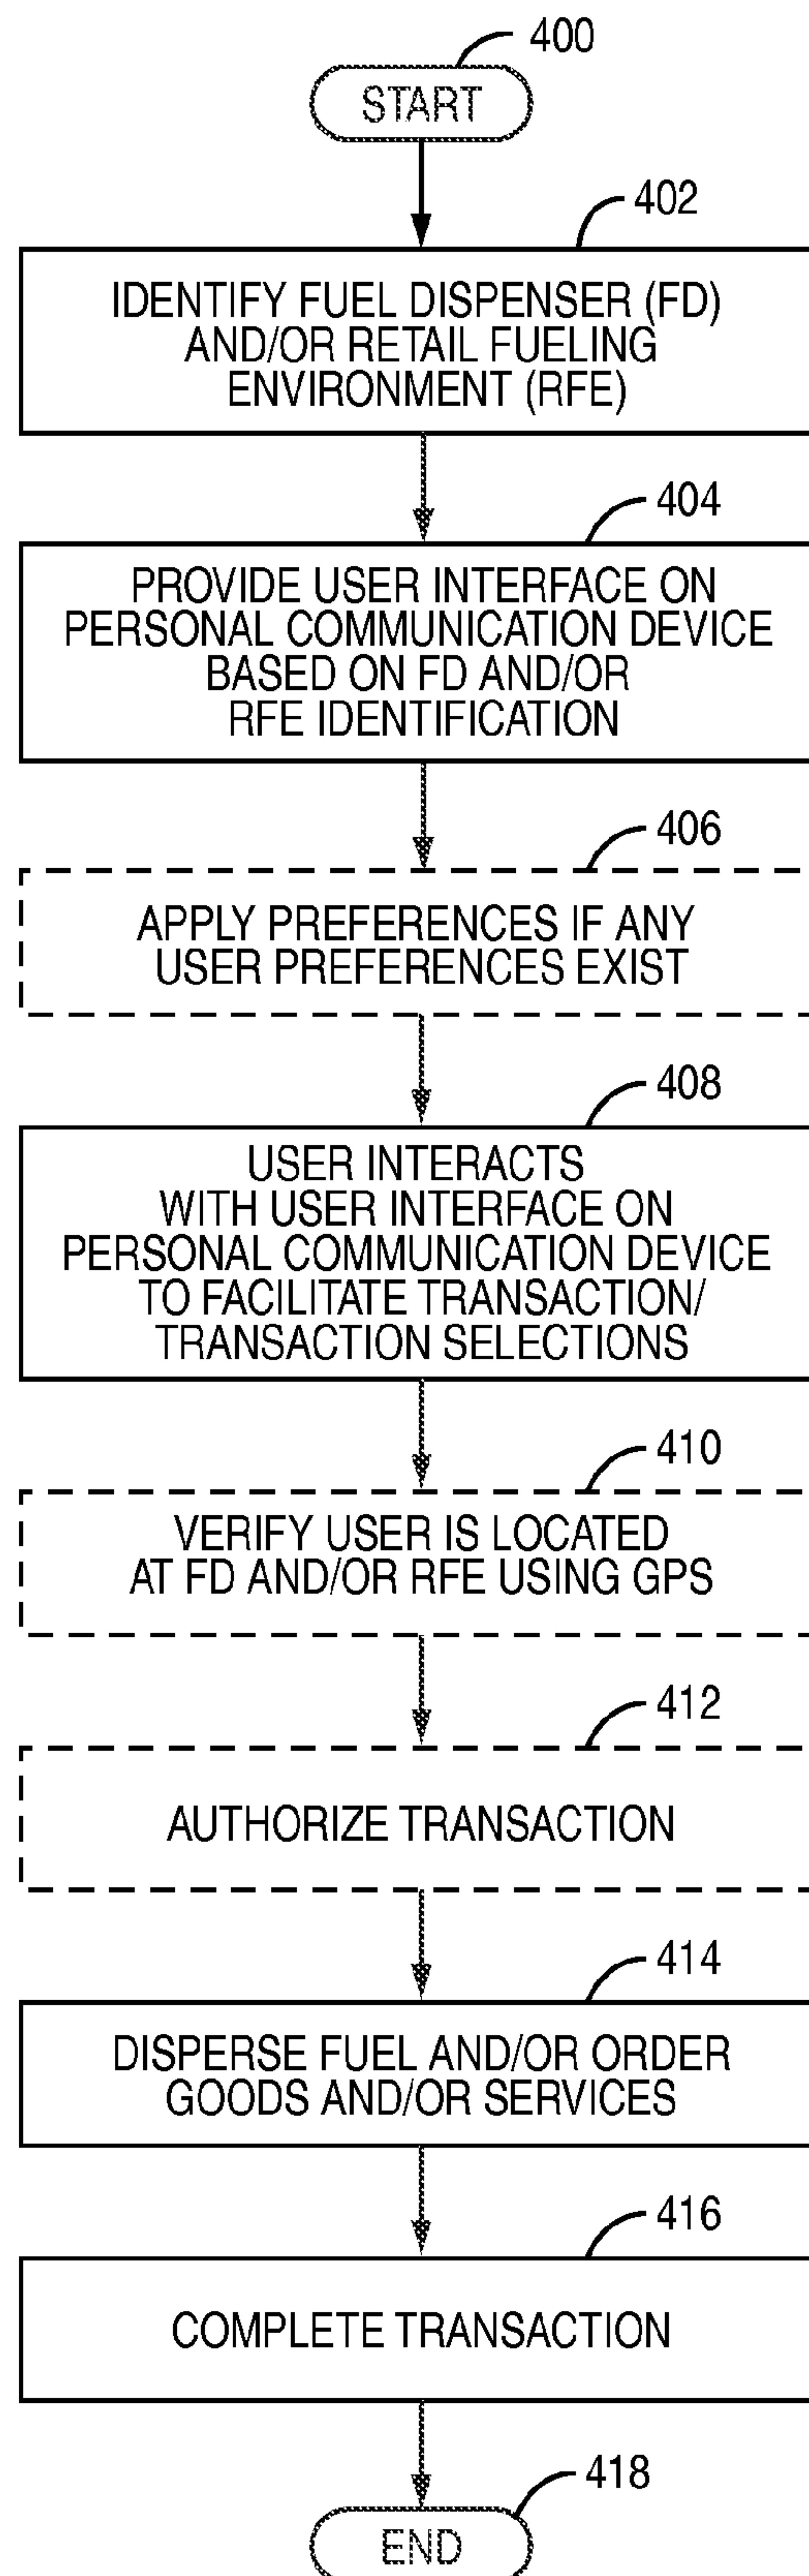 400
START
402
IDENTIFY FUEL DISPENSER (FD)
AND/OR RETAIL FUELING
ENVIRONMENT (RFE)
404
PROVIDE USER INTERFACE ON
PERSONAL COMMUNICATION DEVICE
BASED ON FD AND/OR
RFE IDENTIFICATION
406
APPLY PREFERENCES IF ANY
USER PREFERENCES EXIST
408
USER INTERACTS
WITH USER INTERFACE ON
PERSONAL COMMUNICATION DEVICE
TO FACILITATE TRANSACTION/
TRANSACTION SELECTIONS
410
VERIFY USER IS LOCATED
AT FD AND/OR RFE USING GPS
412
AUTHORIZE TRANSACTION
414
DISPERSE FUEL AND/OR ORDER
GOODS AND/OR SERVICES
416
COMPLETE TRANSACTION
418
END